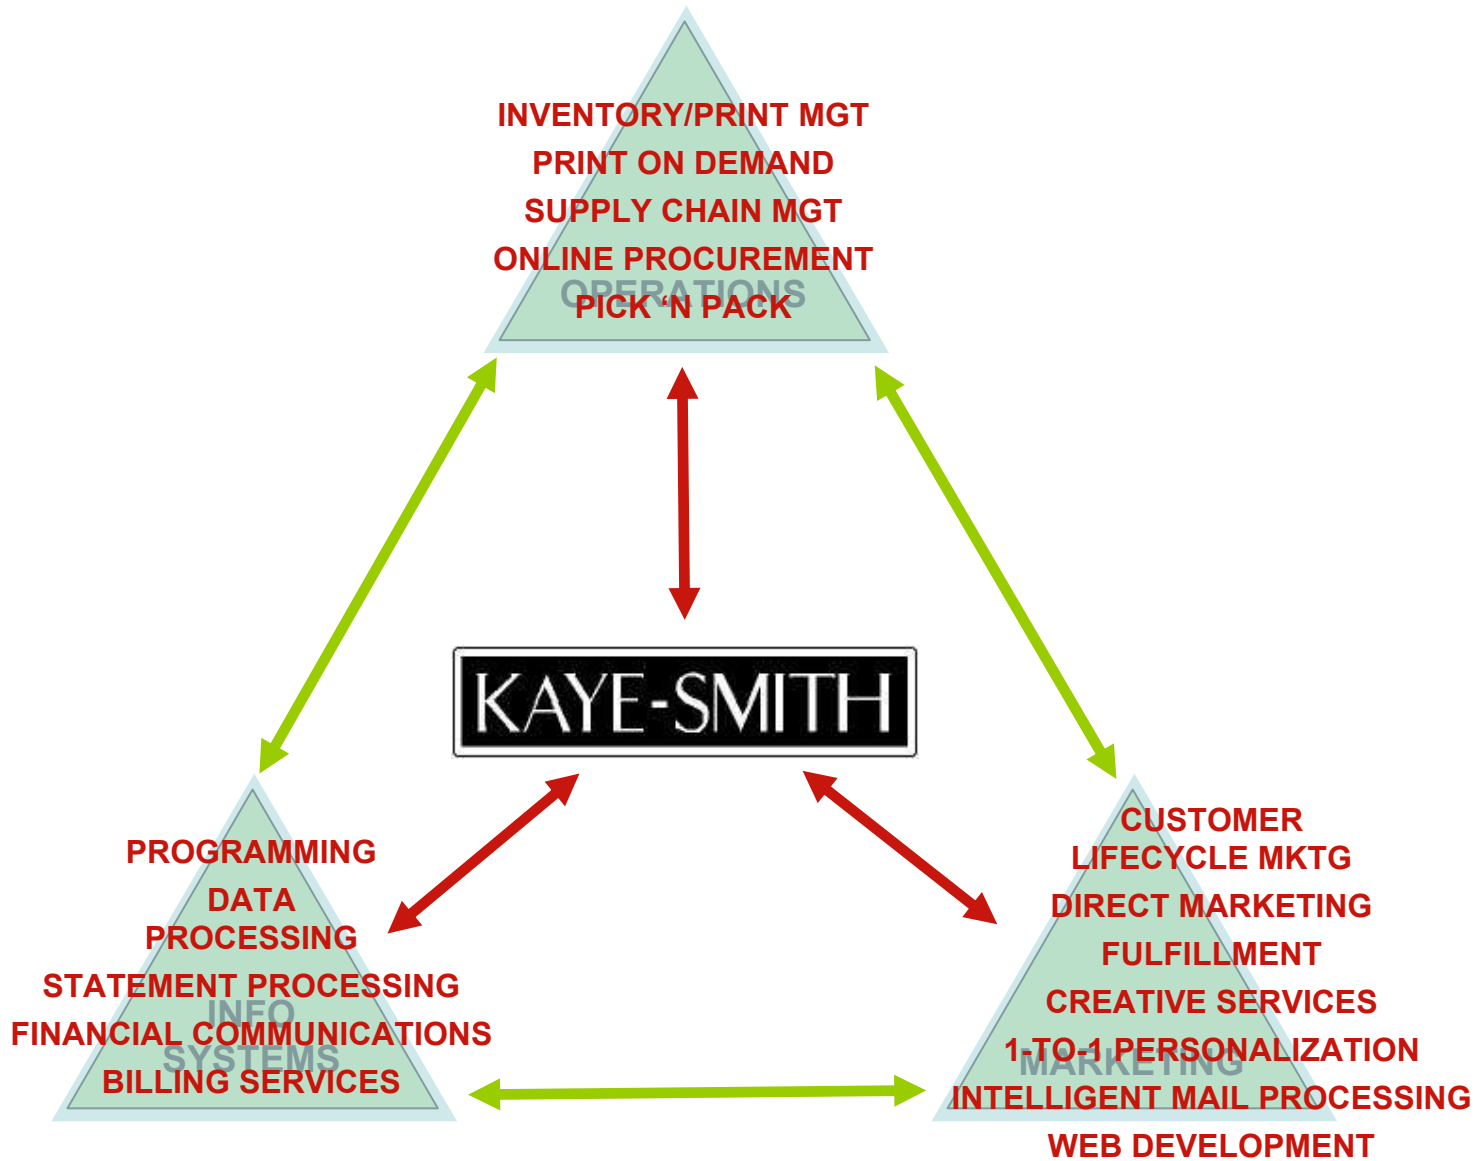 INVENTORY/PRINT MGT
PRINT ON DEMAND
SUPPLY CHAIN MGT
ONLINE PROCUREMENT
OPERATIONS
PICK ‘N PACK
KAYE-SMITH
PROGRAMMING
DATA
PROCESSING
STATEMENT PROCESSING
INFO
FINANCIAL COMMUNICATIONS
SYSTEMS
BILLING SERVICES
CUSTOMER
LIFECYCLE MKTG
DIRECT MARKETING
FULFILLMENT
CREATIVE SERVICES
1-TO-1 PERSONALIZATION
MARKETING
INTELLIGENT MAIL PROCESSING
WEB DEVELOPMENT